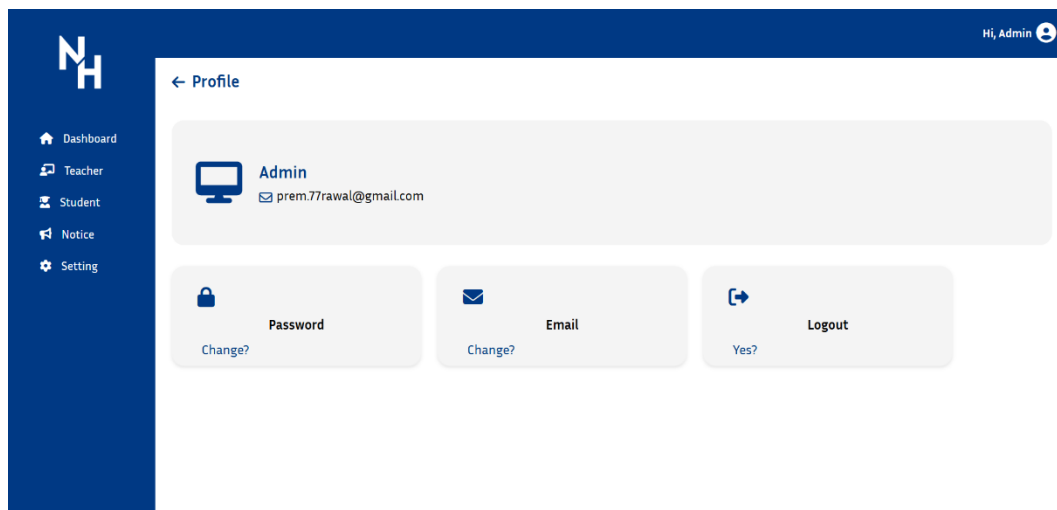 NH
Hi, Admin
← Profile
Dashboard
Teacher
Student
Notice
Setting
Admin
prem.77rawal@gmail.com
Password
Change?
Email
Change?
Logout
Yes?